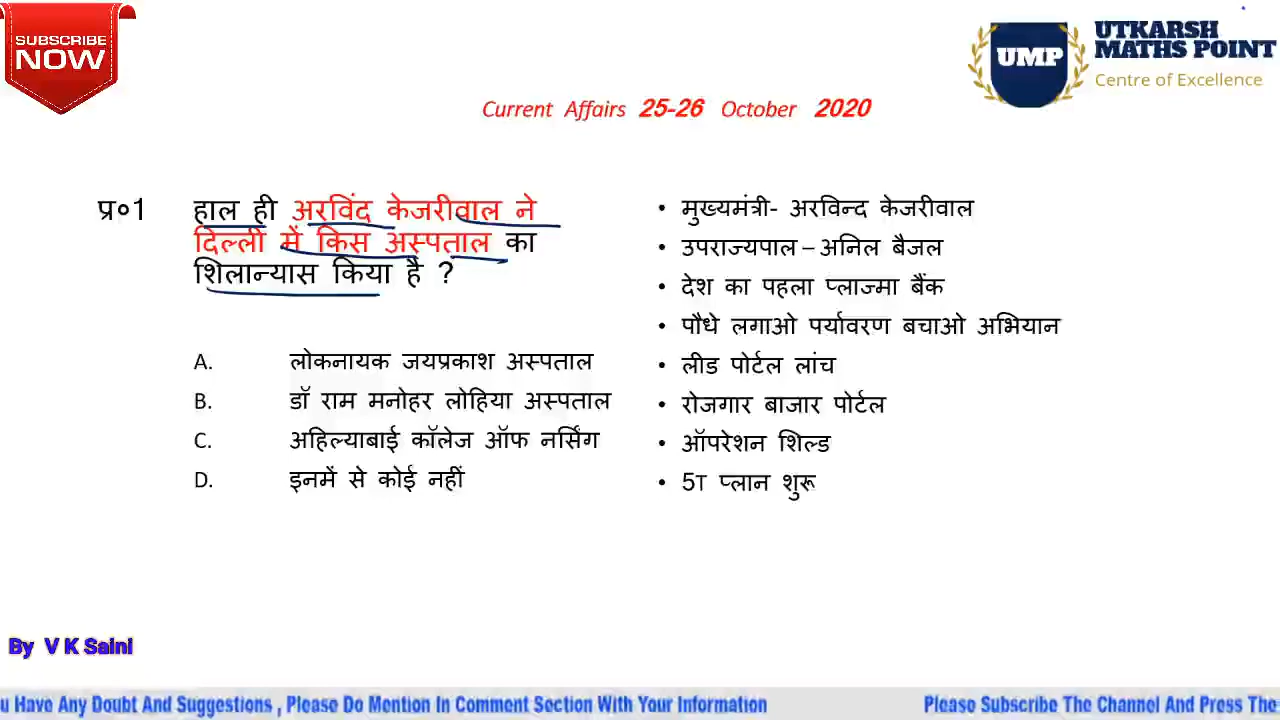 SUBSCRIBE
NOW
UMP
UTKARSH
MATHS POINT
Centre of Excellence
Current Affairs 25-26 October 2020
प्र०1 हाल ही अरविंद केजरीवाल ने
दिल्ली में किस अस्पताल का
शिलान्यास किया है ?
A. लोकनायक जयप्रकाश अस्पताल
B. डॉ राम मनोहर लोहिया अस्पताल
C. अहिल्याबाई कॉलेज ऑफ नर्सिंग
D. इनमें से कोई नहीं
• मुख्यमंत्री- अरविन्द केजरीवाल
• उपराज्यपाल – अनिल बैजल
• देश का पहला प्लाज्मा बैंक
• पौधे लगाओ पर्यावरण बचाओ अभियान
• लीड पोर्टल लांच
• रोजगार बाजार पोर्टल
• ऑपरेशन शिल्ड
• 5T प्लान शुरू
By V K Saini
u Have Any Doubt And Suggestions , Please Do Mention In Comment Section With Your Information Please Subscribe The Channel And Press The